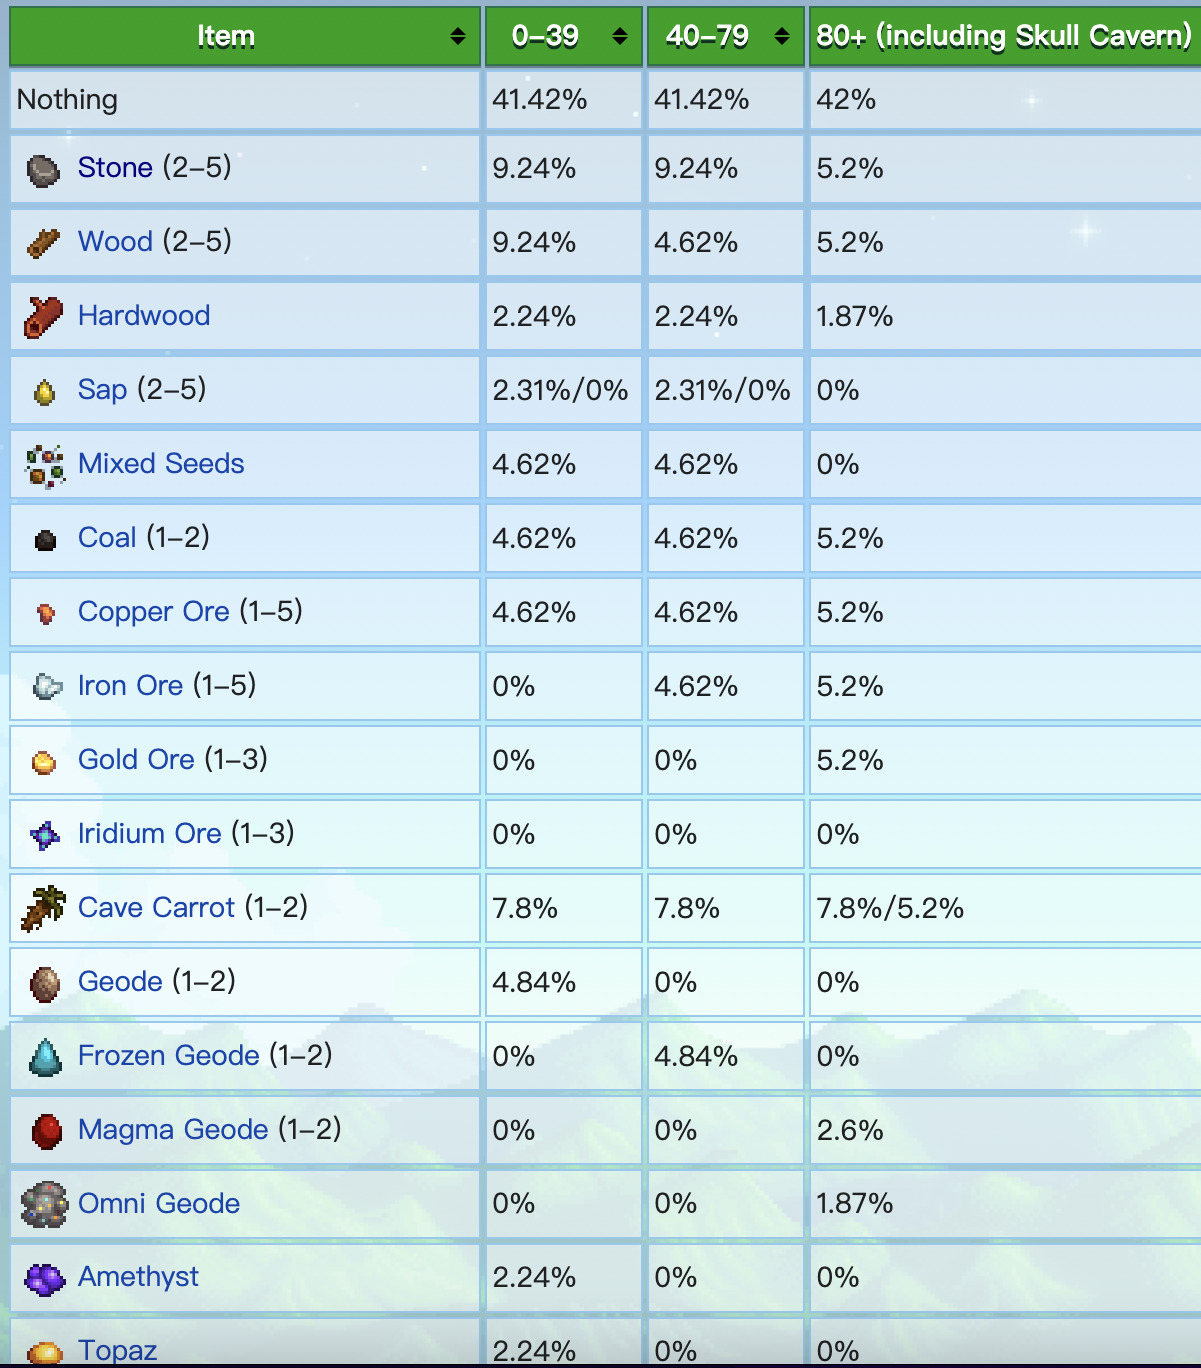 Item 0–39 40–79 80+ (including Skull Cavern)
Nothing 41.42% 41.42% 42%
Stone (2–5) 9.24% 9.24% 5.2%
Wood (2–5) 9.24% 4.62% 5.2%
Hardwood 2.24% 2.24% 1.87%
Sap (2–5) 2.31%/0% 2.31%/0% 0%
Mixed Seeds 4.62% 4.62% 0%
Coal (1–2) 4.62% 4.62% 5.2%
Copper Ore (1–5) 4.62% 4.62% 5.2%
Iron Ore (1–5) 0% 4.62% 5.2%
Gold Ore (1–3) 0% 0% 5.2%
Iridium Ore (1–3) 0% 0% 0%
Cave Carrot (1–2) 7.8% 7.8% 7.8%/5.2%
Geode (1–2) 4.84% 0% 0%
Frozen Geode (1–2) 0% 4.84% 0%
Magma Geode (1–2) 0% 0% 2.6%
Omni Geode 0% 0% 1.87%
Amethyst 2.24% 0% 0%
Topaz 2.24% 0% 0%